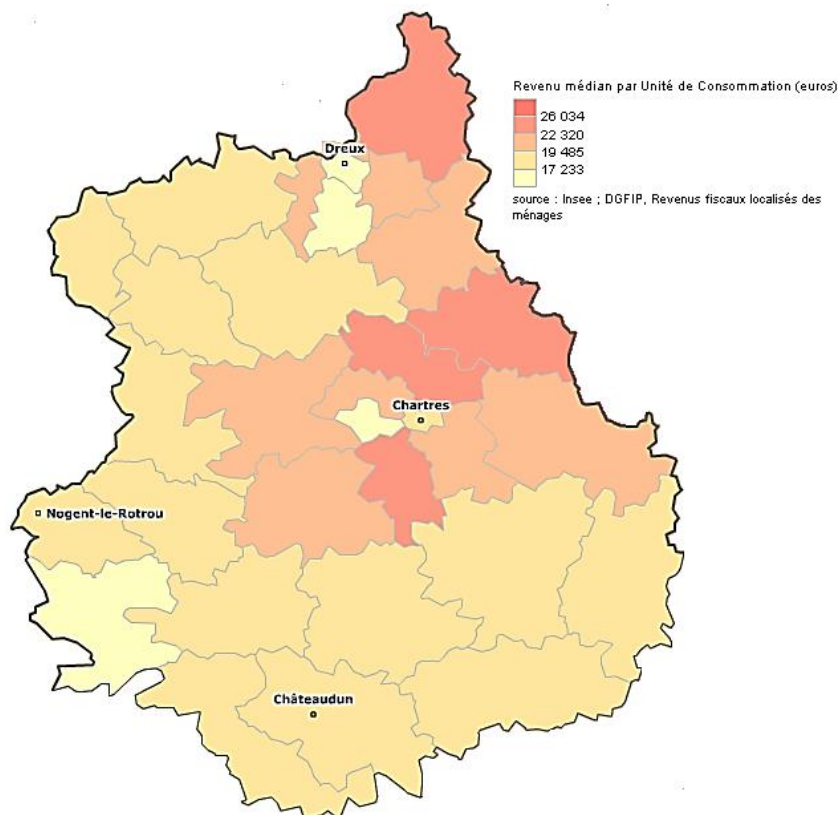 Revenu médian par Unité de Consommation (euros)
26 034
22 320
19 485
17 233
source : Insee ; DGFIP, Revenus fiscaux localisés des
ménages
Dreux
Chartres
Nogent-le-Rotrou
Châteaudun